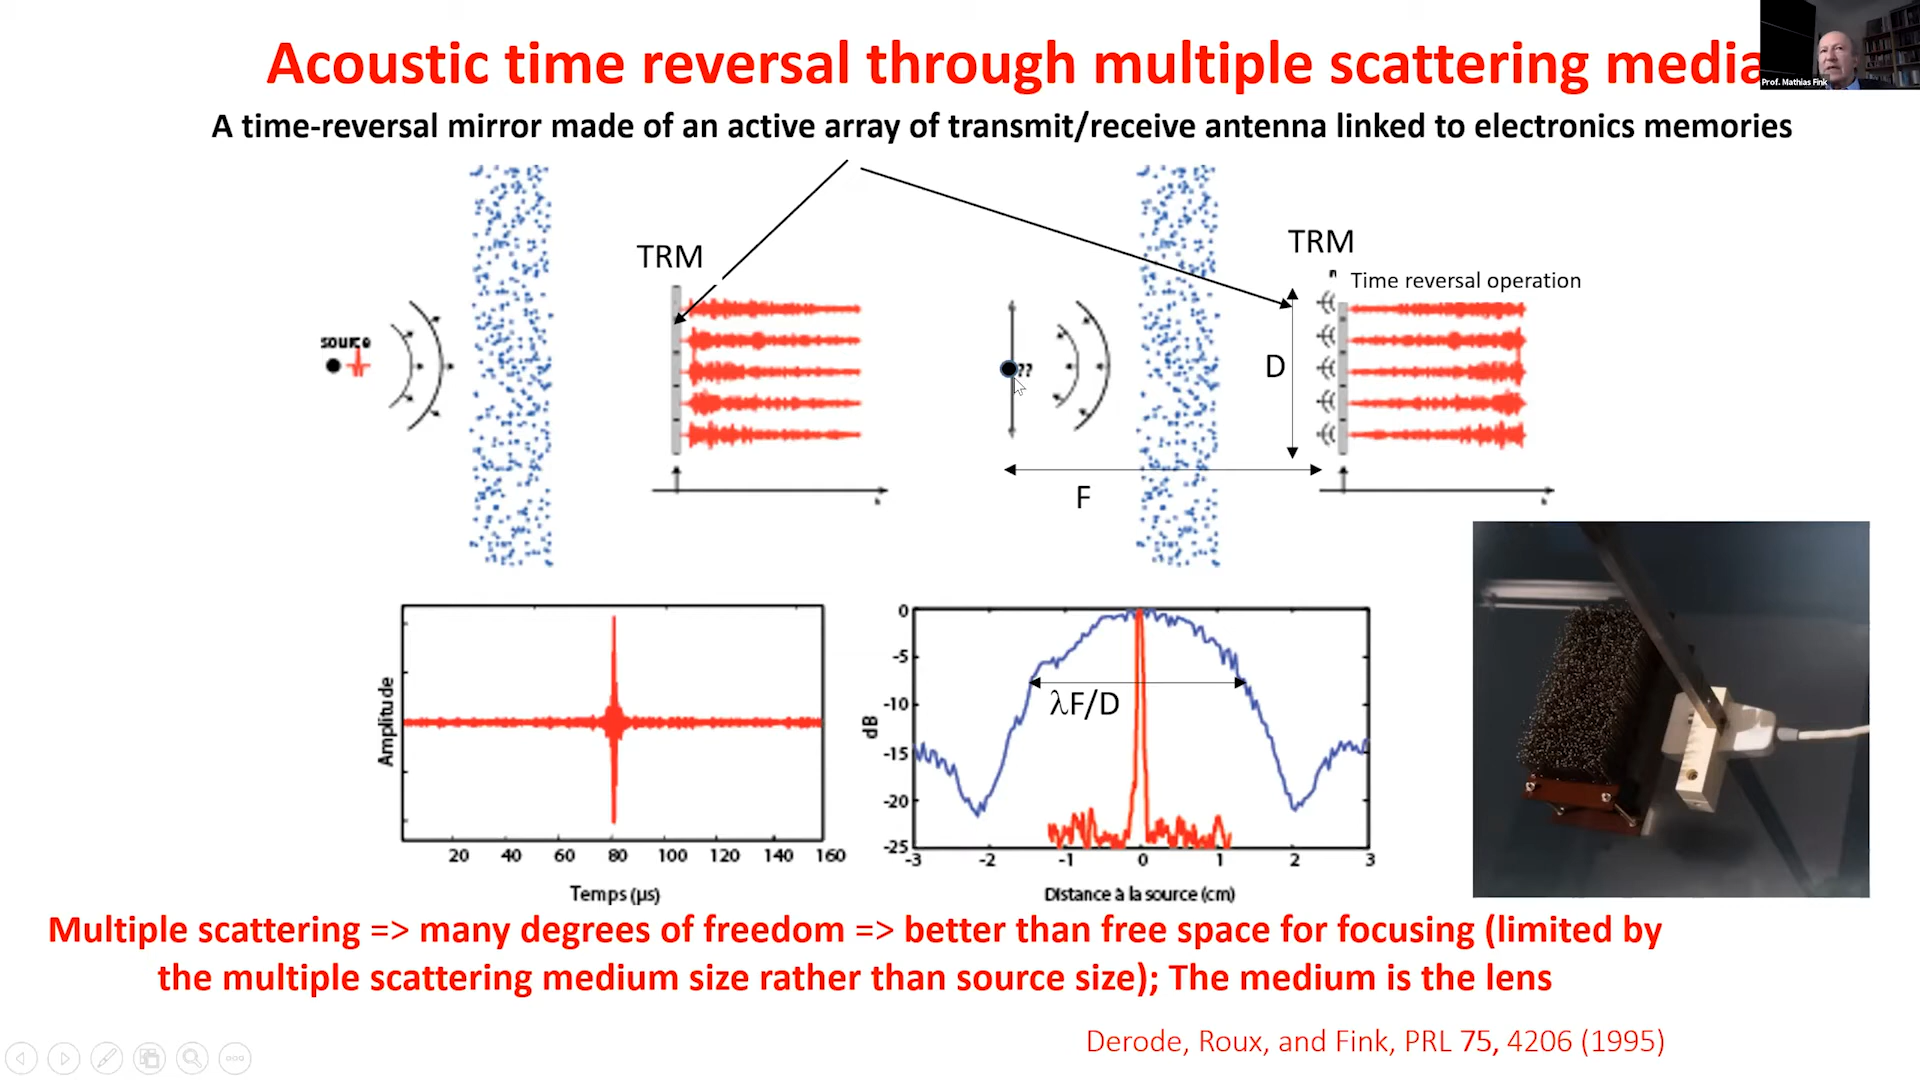 Acoustic time reversal through multiple scattering media
Prof. Mathias Fink
A time-reversal mirror made of an active array of transmit/receive antenna linked to electronics memories
TRM
source
TRM
Time reversal operation
??
D
F
Amplitude
20 40 60 80 100 120 140 160
Temps (µs)
dB
0
-5
-10
-15
-20
-25
-3 -2 -1 0 1 2 3
λF/D
Distance à la source (cm)
Multiple scattering => many degrees of freedom => better than free space for focusing (limited by
the multiple scattering medium size rather than source size); The medium is the lens
Derode, Roux, and Fink, PRL 75, 4206 (1995)